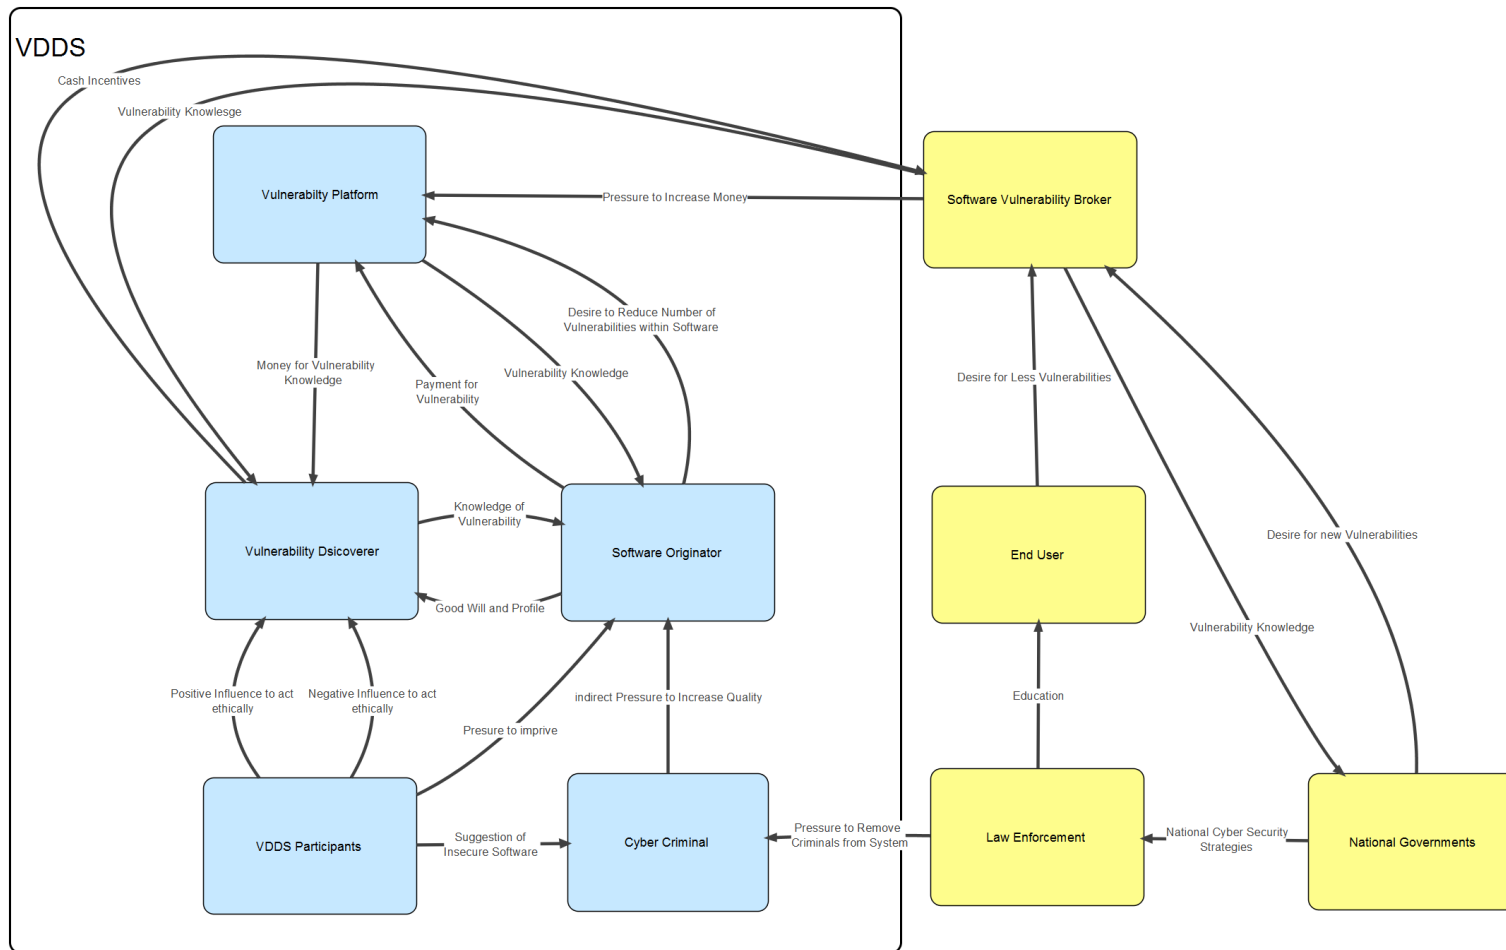 VDDS
Cash Incentives
Vulnerability Knowlesge
Vulnerabilty Platform
Pressure to Increase Money
Software Vulnerability Broker
Desire to Reduce Number of
Vulnerabilities within Software
Money for Vulnerability
Knowledge
Payment for
Vulnerability
Vulnerability Knowledge
Desire for Less Vulnerabilities
Knowledge of
Vulnerability
Vulnerability Dsicoverer
Software Originator
End User
Desire for new Vulnerabilities
Good Will and Profile
Vulnerability Knowledge
Positive Influence to act
ethically
Negative Influence to act
ethically
indirect Pressure to Increase Quality
Education
Presure to imprive
VDDS Participants
Suggestion of
Insecure Software
Cyber Criminal
Pressure to Remove
Criminals from System
Law Enforcement
National Cyber Security
Strategies
National Governments